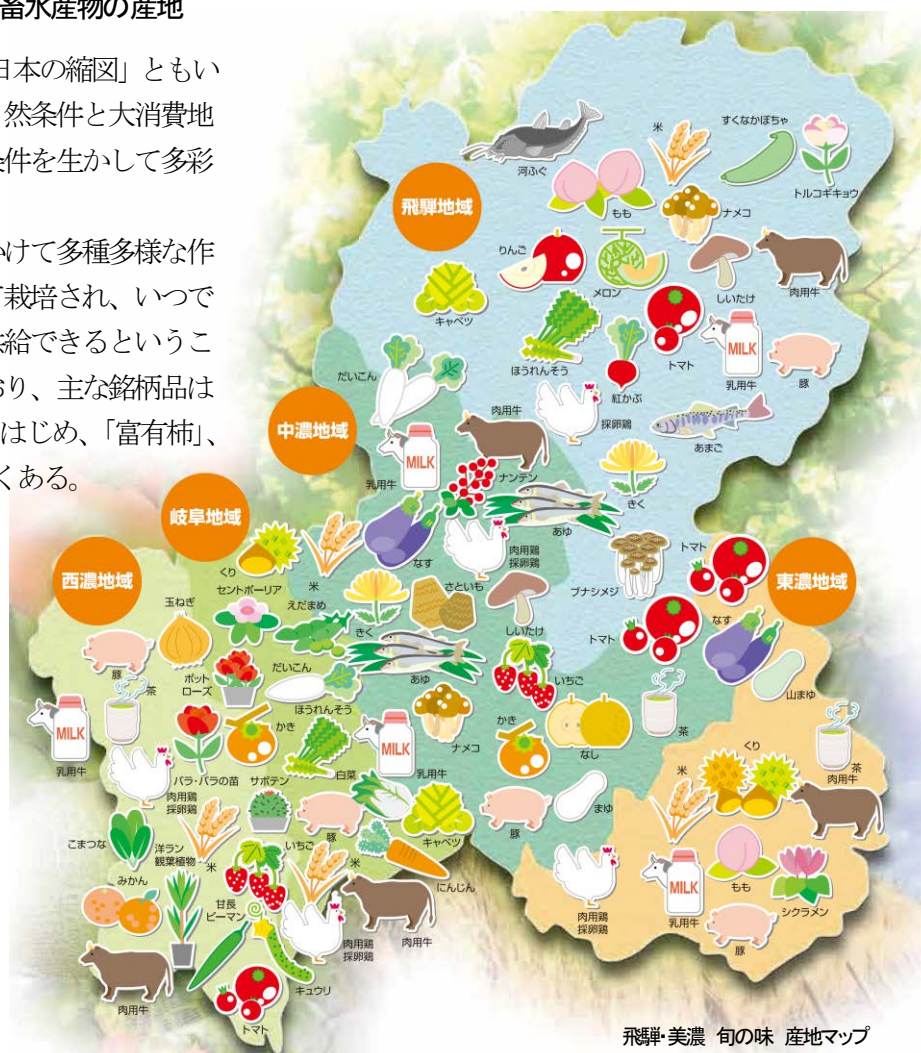 畜水産物の産地
日本の縮図」ともい
然条件と大消費地
条件を生かして多彩
かけて多種多様な作
て栽培され、いつで
供給できるというこ
おり、主な銘柄品は
はじめ、「富有柿」、
くある。
飛騨地域
河ふぐ
もも
米
すくなかぼちゃ
トルコギキョウ
ナメコ
りんご
メロン
しいたけ
肉用牛
キャベツ
ほうれんそう
紅かぶ
トマト
MILK
乳用牛
豚
採卵鶏
あまご
きく
中濃地域
だいこん
肉用牛
MILK
乳用牛
ナンテン
あゆ
なす
肉用鶏
採卵鶏
ブナシメジ
トマト
トマト
岐阜地域
くり
米
セントポーリア
えだまめ
きく
さといも
しいたけ
東濃地域
なす
山まゆ
西濃地域
玉ねぎ
豚
茶
ポット
ローズ
だいこん
あゆ
いちご
MILK
乳用牛
バラ・バラの苗
かき
サボテン
ほうれんそう
白菜
MILK
乳用牛
ナメコ
かき
なし
茶
茶
肉用鶏
採卵鶏
豚
キャベツ
豚
まゆ
米
くり
肉用牛
こまつな
洋ラン
観葉植物
米
いちご
米
にんじん
みかん
甘長
ピーマン
肉用鶏
採卵鶏
肉用牛
肉用鶏
採卵鶏
MILK
乳用牛
もも
シクラメン
豚
肉用牛
キュウリ
トマト
飛騨・美濃 旬の味 産地マップ